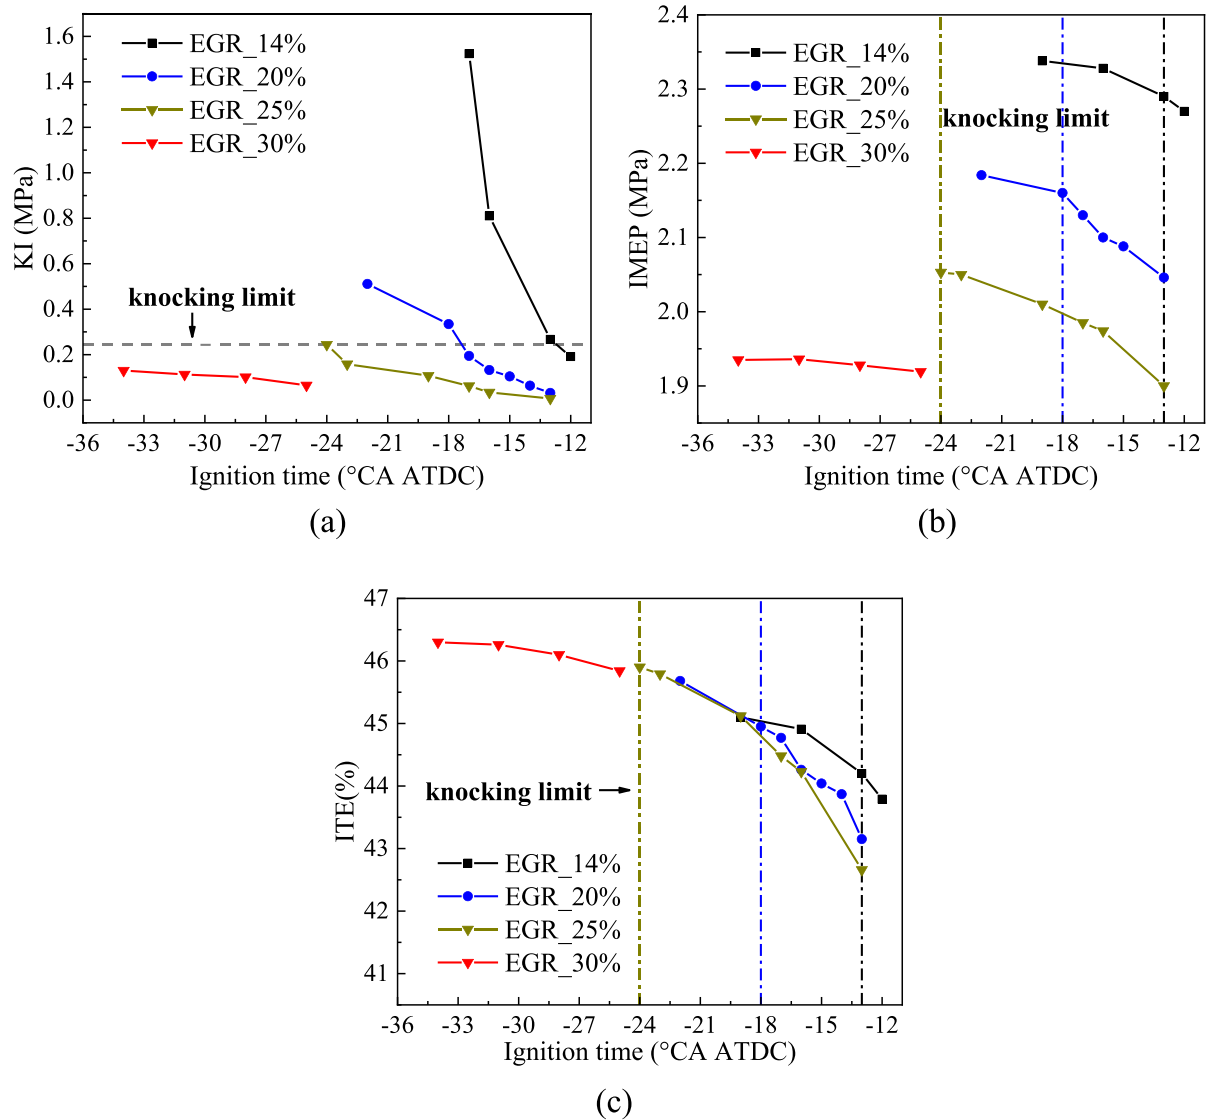 1.6
1.4
1.2
1.0
0.8
0.6
0.4
0.2
0.0
KI (MPa)
EGR_14%
EGR_20%
EGR_25%
EGR_30%
knocking limit
-36 -33 -30 -27 -24 -21 -18 -15 -12
Ignition time (°CA ATDC)
(a)
2.4
2.3
2.2
2.1
2.0
1.9
IMEP (MPa)
EGR_14%
EGR_20%
EGR_25%
EGR_30%
knocking limit
-36 -33 -30 -27 -24 -21 -18 -15 -12
Ignition time (°CA ATDC)
(b)
47
46
45
44
43
42
41
ITE(%)
knocking limit
EGR_14%
EGR_20%
EGR_25%
EGR_30%
-36 -33 -30 -27 -24 -21 -18 -15 -12
Ignition time (°CA ATDC)
(c)